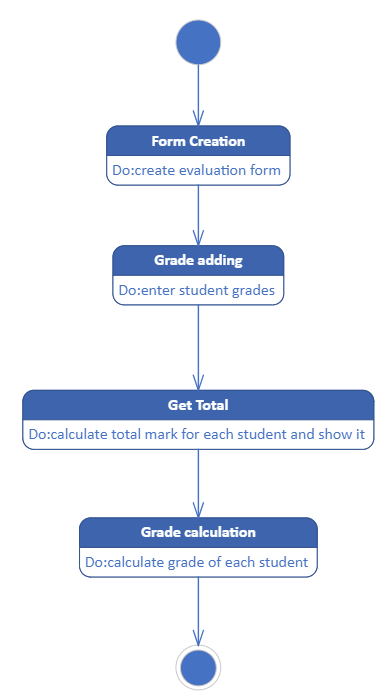 Form Creation
Do:create evaluation form
Grade adding
Do:enter student grades
Get Total
Do:calculate total mark for each student and show it
Grade calculation
Do:calculate grade of each student